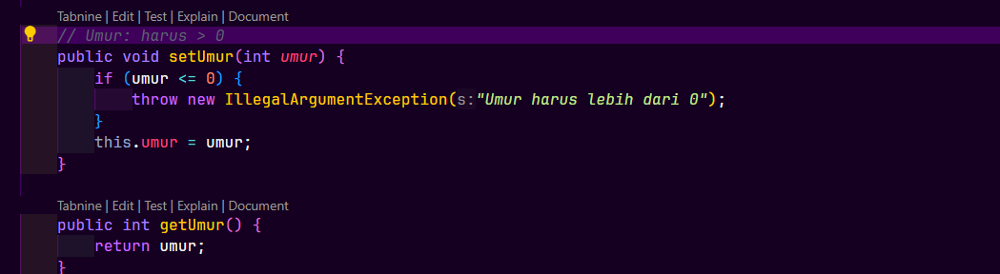 Tabnine | Edit | Test | Explain | Document
// Umur: harus > 0
public void setUmur(int umur) {
if (umur <= 0) {
throw new IllegalArgumentException(s:"Umur harus lebih dari 0");
}
this.umur = umur;
}
Tabnine | Edit | Test | Explain | Document
public int getUmur() {
return umur;
}